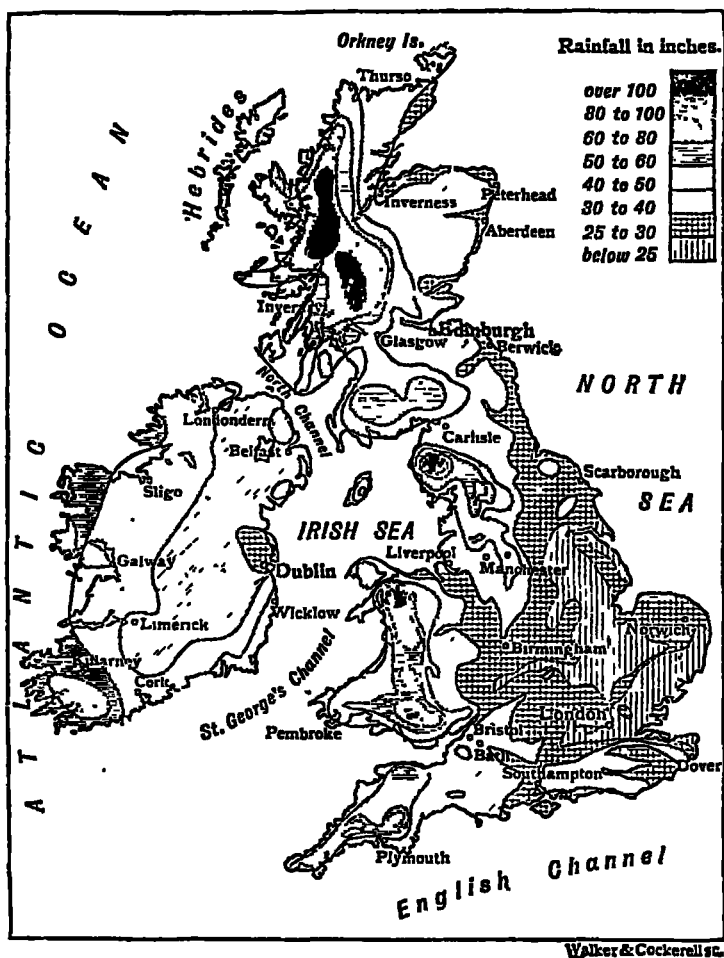 Orkney Is.
Rainfall in inches.
over 100
80 to 100
60 to 80
50 to 60
40 to 50
30 to 40
25 to 30
below 25
Thurso
Hebrides
Inverness
Peterhead
Aberdeen
Edinburgh
Glasgow
Berwick
North Channel
NORTH
SEA
Londonderry
Belfast
Carlisle
Scarborough
Sligo
IRISH SEA
Liverpool
Manchester
Galway
Dublin
Wicklow
Limerick
Norwich
Birmingham
Killarney
Cork
St. George's Channel
Pembroke
London
Bristol
Bath
Southampton
Dover
Plymouth
English Channel
ATLANTIC OCEAN
Walker & Cockerell sc.